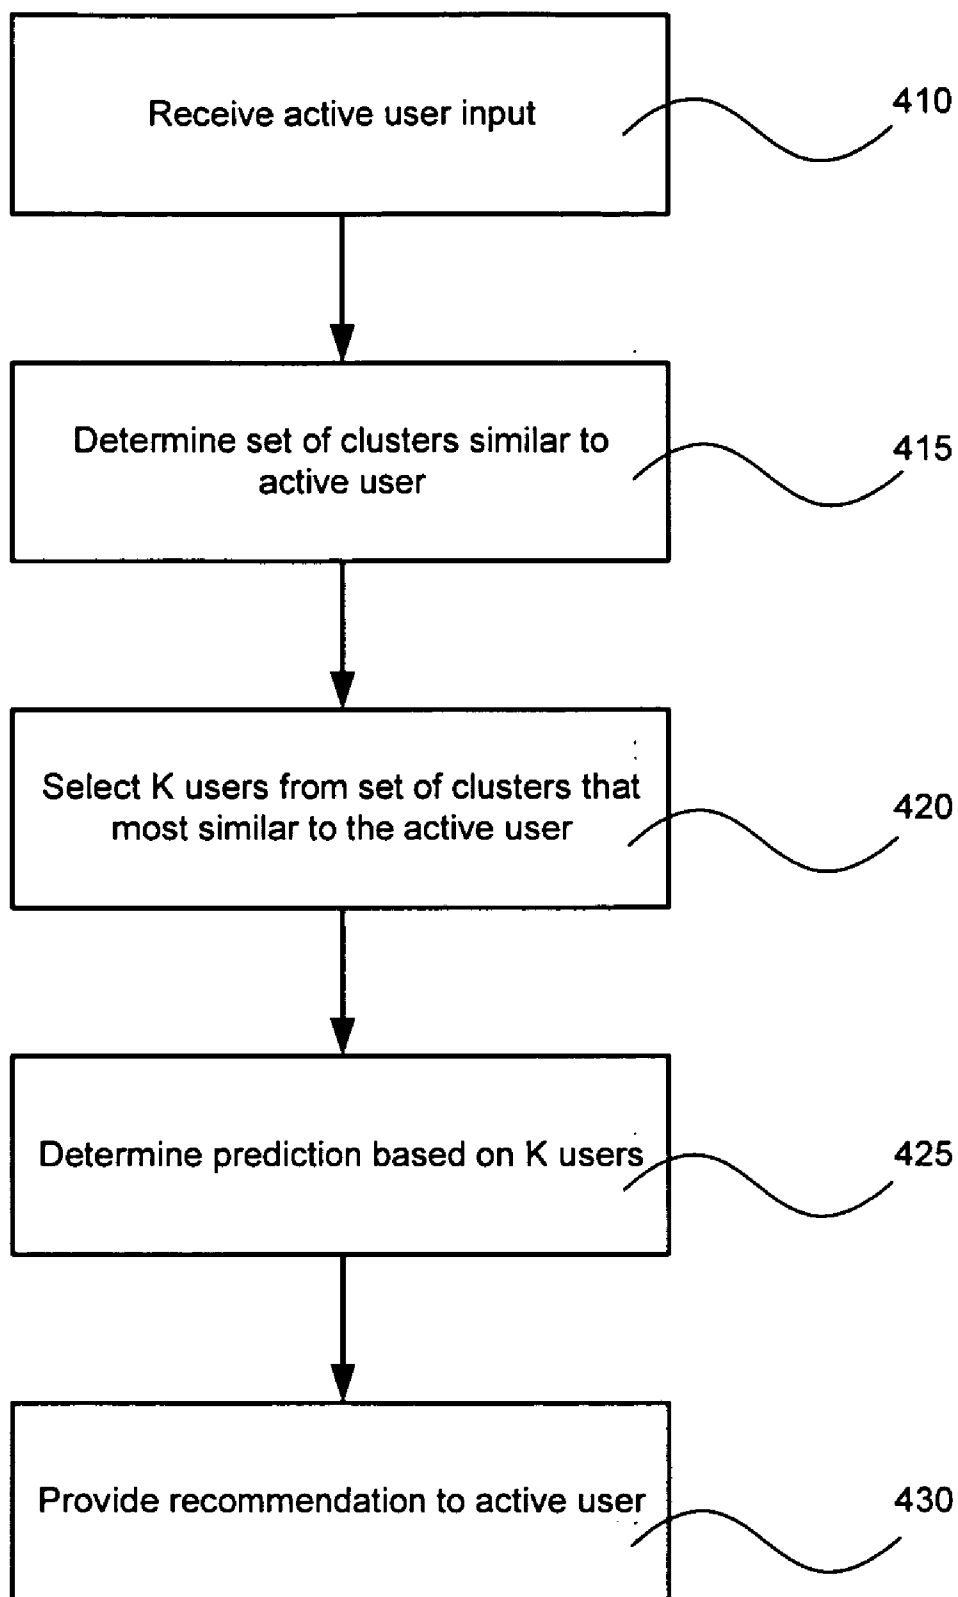 Receive active user input
410
Determine set of clusters similar to
active user
415
Select K users from set of clusters that
most similar to the active user
420
Determine prediction based on K users
425
Provide recommendation to active user
430